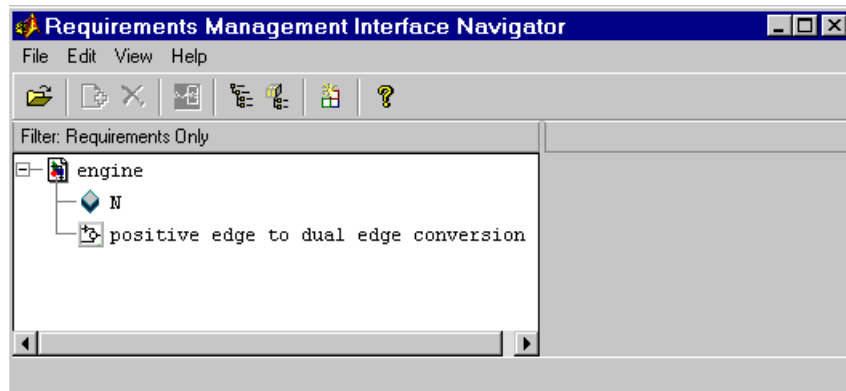 Requirements Management Interface Navigator
File Edit View Help
Filter: Requirements Only
engine
N
positive edge to dual edge conversion